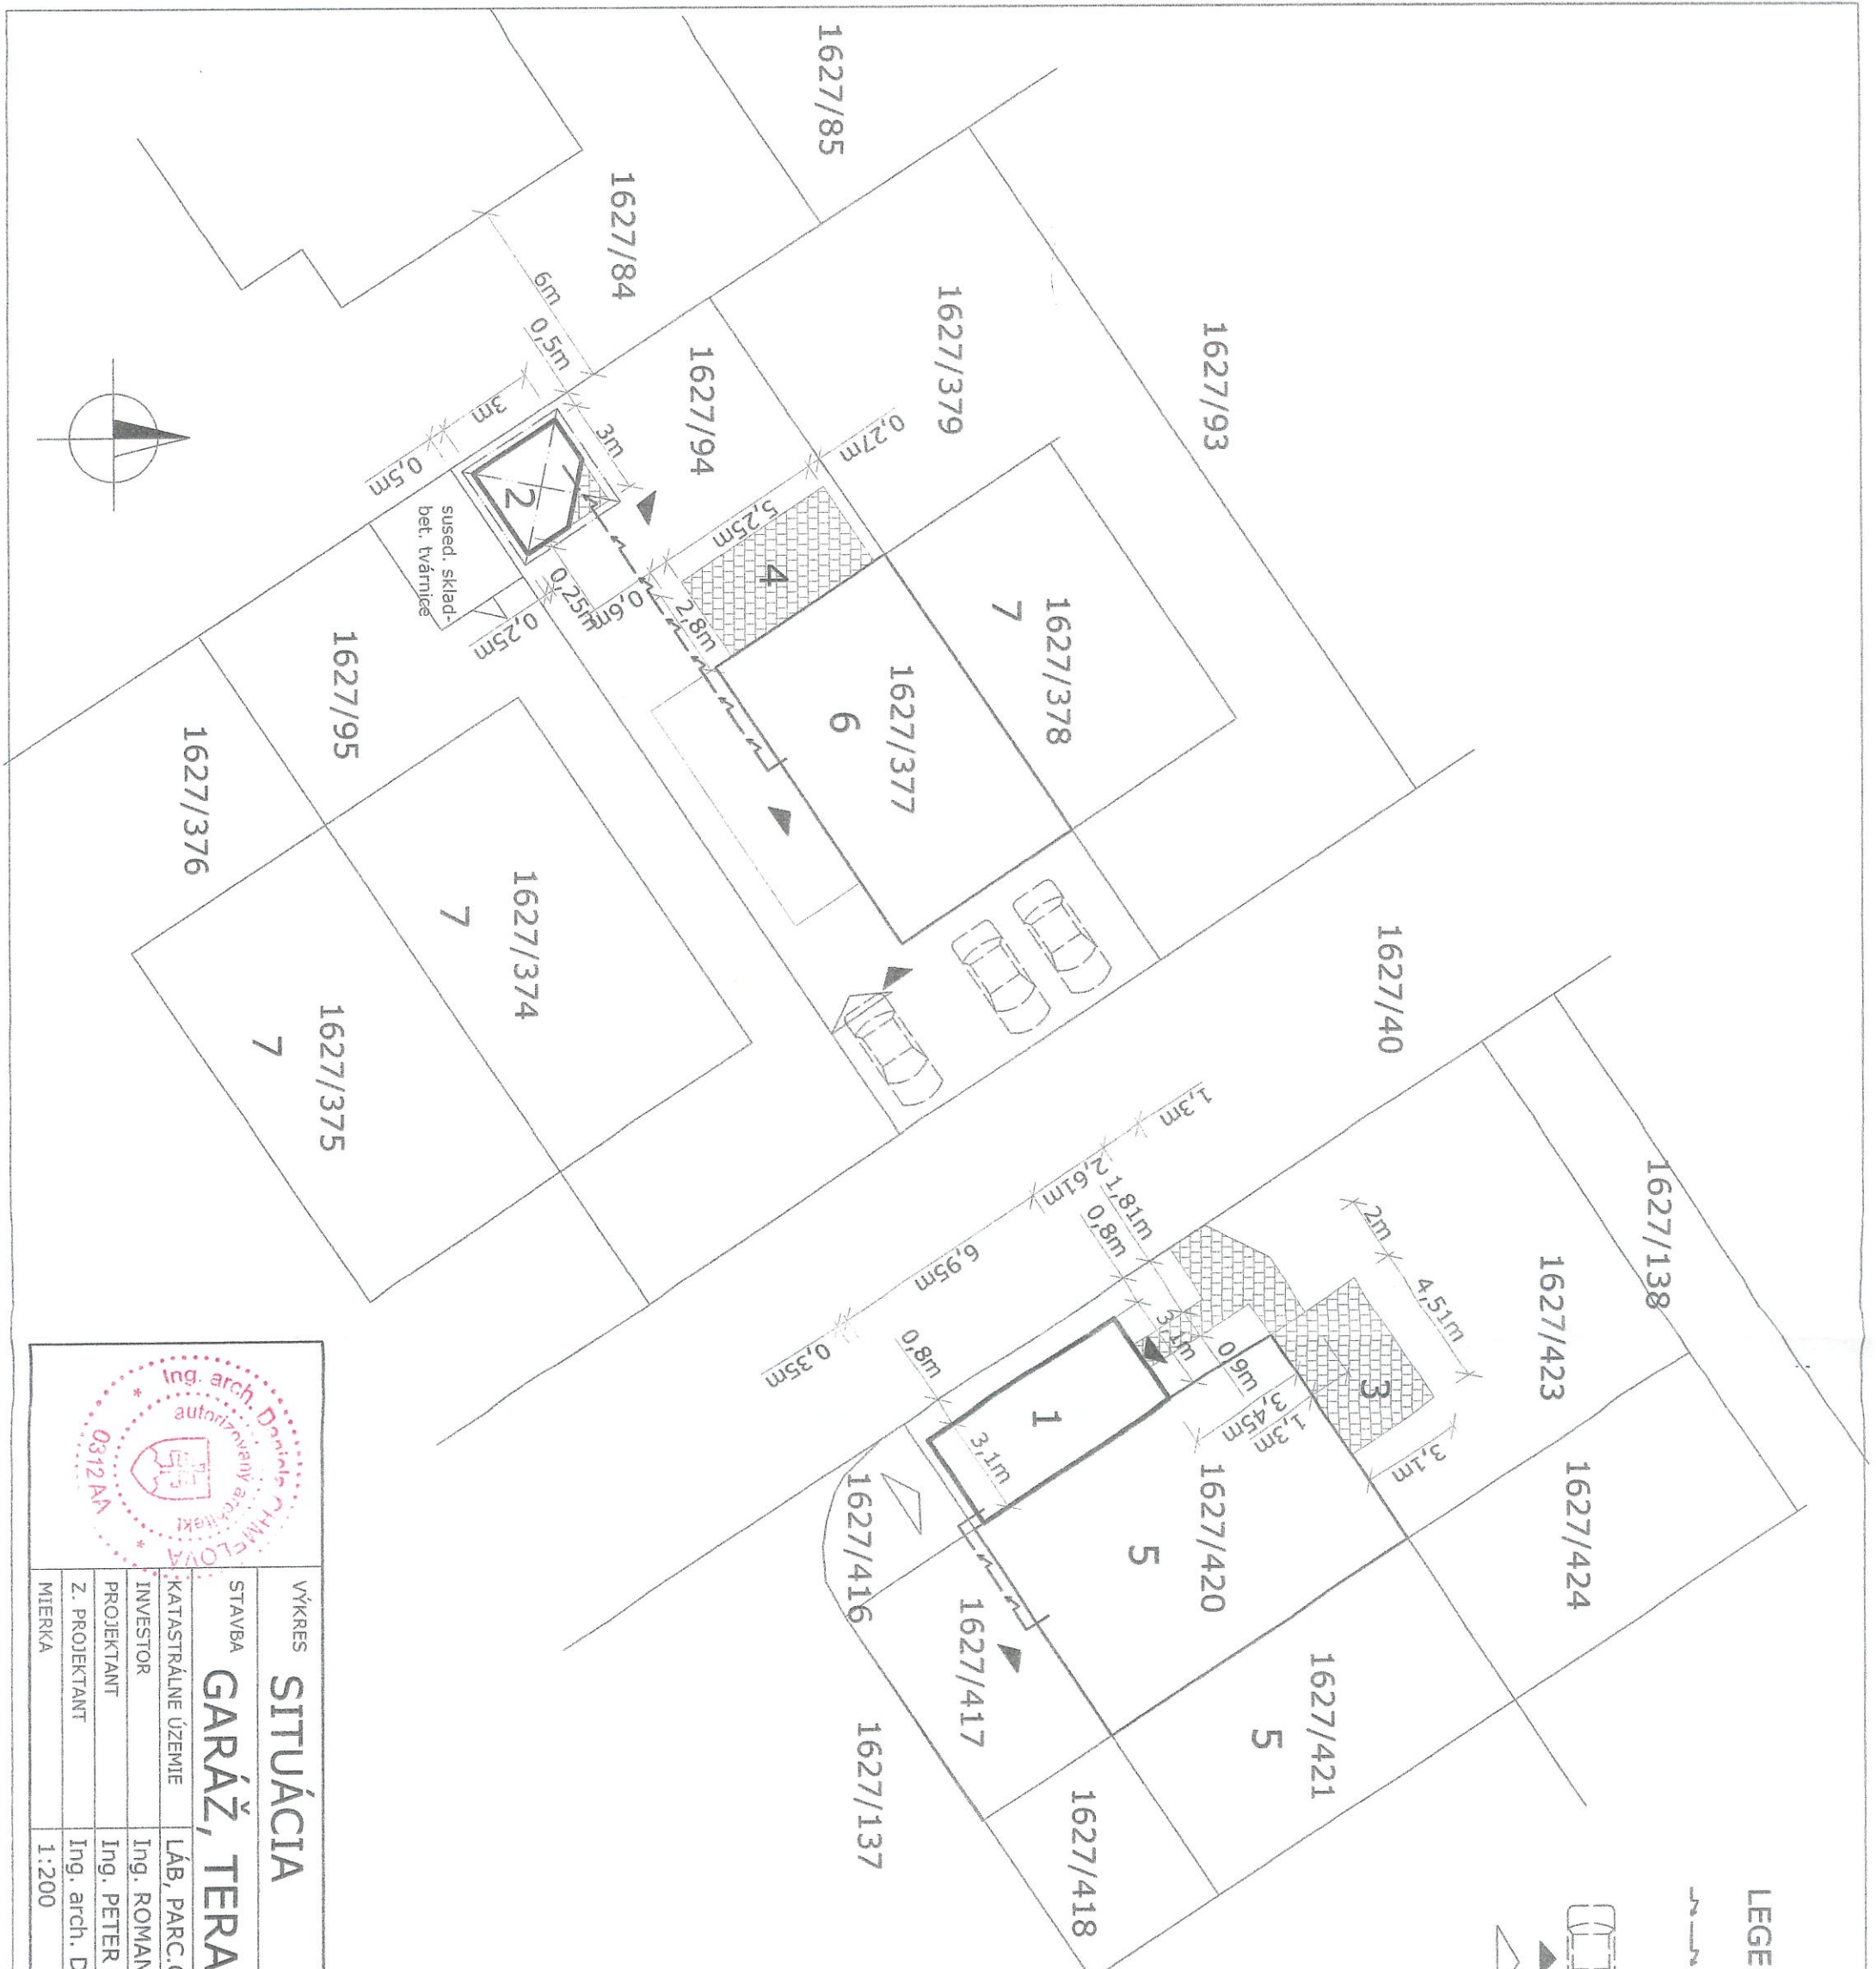 1627/85
1627/84
6m
0,5m
3m
3m
0,5m
2
sused. sklad-
bet. tvárnice
0,25m
0,25m
0,6m
2,8m
5,25m
0,27m
4
1627/94
1627/379
1627/93
1627/378
7
1627/377
6
1627/95
1627/376
1627/374
7
1627/375
7
1627/40
1627/138
1627/423
1627/424
1,3m
2,61m
1,81m
0,8m
6,95m
0,35m
0,8m
3,1m
3,1m
0,9m
3,45m
1,3m
2m
4,51m
3,1m
3
1
1627/420
5
1627/421
5
1627/416
1627/417
1627/418
1627/137
LEGE
VÝKRES SITUÁCIA
STAVBA GARÁŽ, TERA
KATASTRÁLNE ÚZEMIE LÁB, PARC.
INVESTOR Ing. ROMAN
PROJEKTANT Ing. PETER
Z. PROJEKTANT Ing. arch. D
MIERKA 1:200
Ing. arch. Daniela CHMELOVÁ
autorizovaný architekt
* 0312 AA *